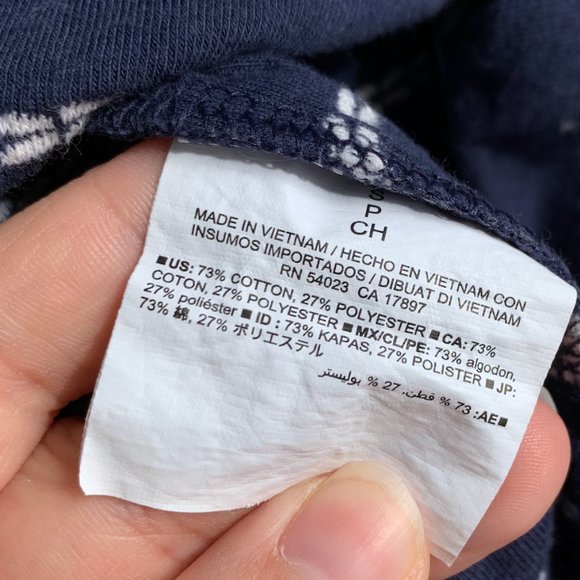 S
P
CH
MADE IN VIETNAM / HECHO EN VIETNAM CON
INSUMOS IMPORTADOS / DIBUAT DI VIETNAM
RN 54023 CA 17897
■US: 73% COTTON, 27% POLYESTER ■ CA: 73%
COTON, 27% POLYESTER ■ MX/CL/PE: 73% algodon,
27% poliéster ■ ID : 73% KAPAS, 27% POLISTER ■ JP:
73% 綿, 27% ポリエステル
■AE: 73 % قطن, 27 % بوليستر